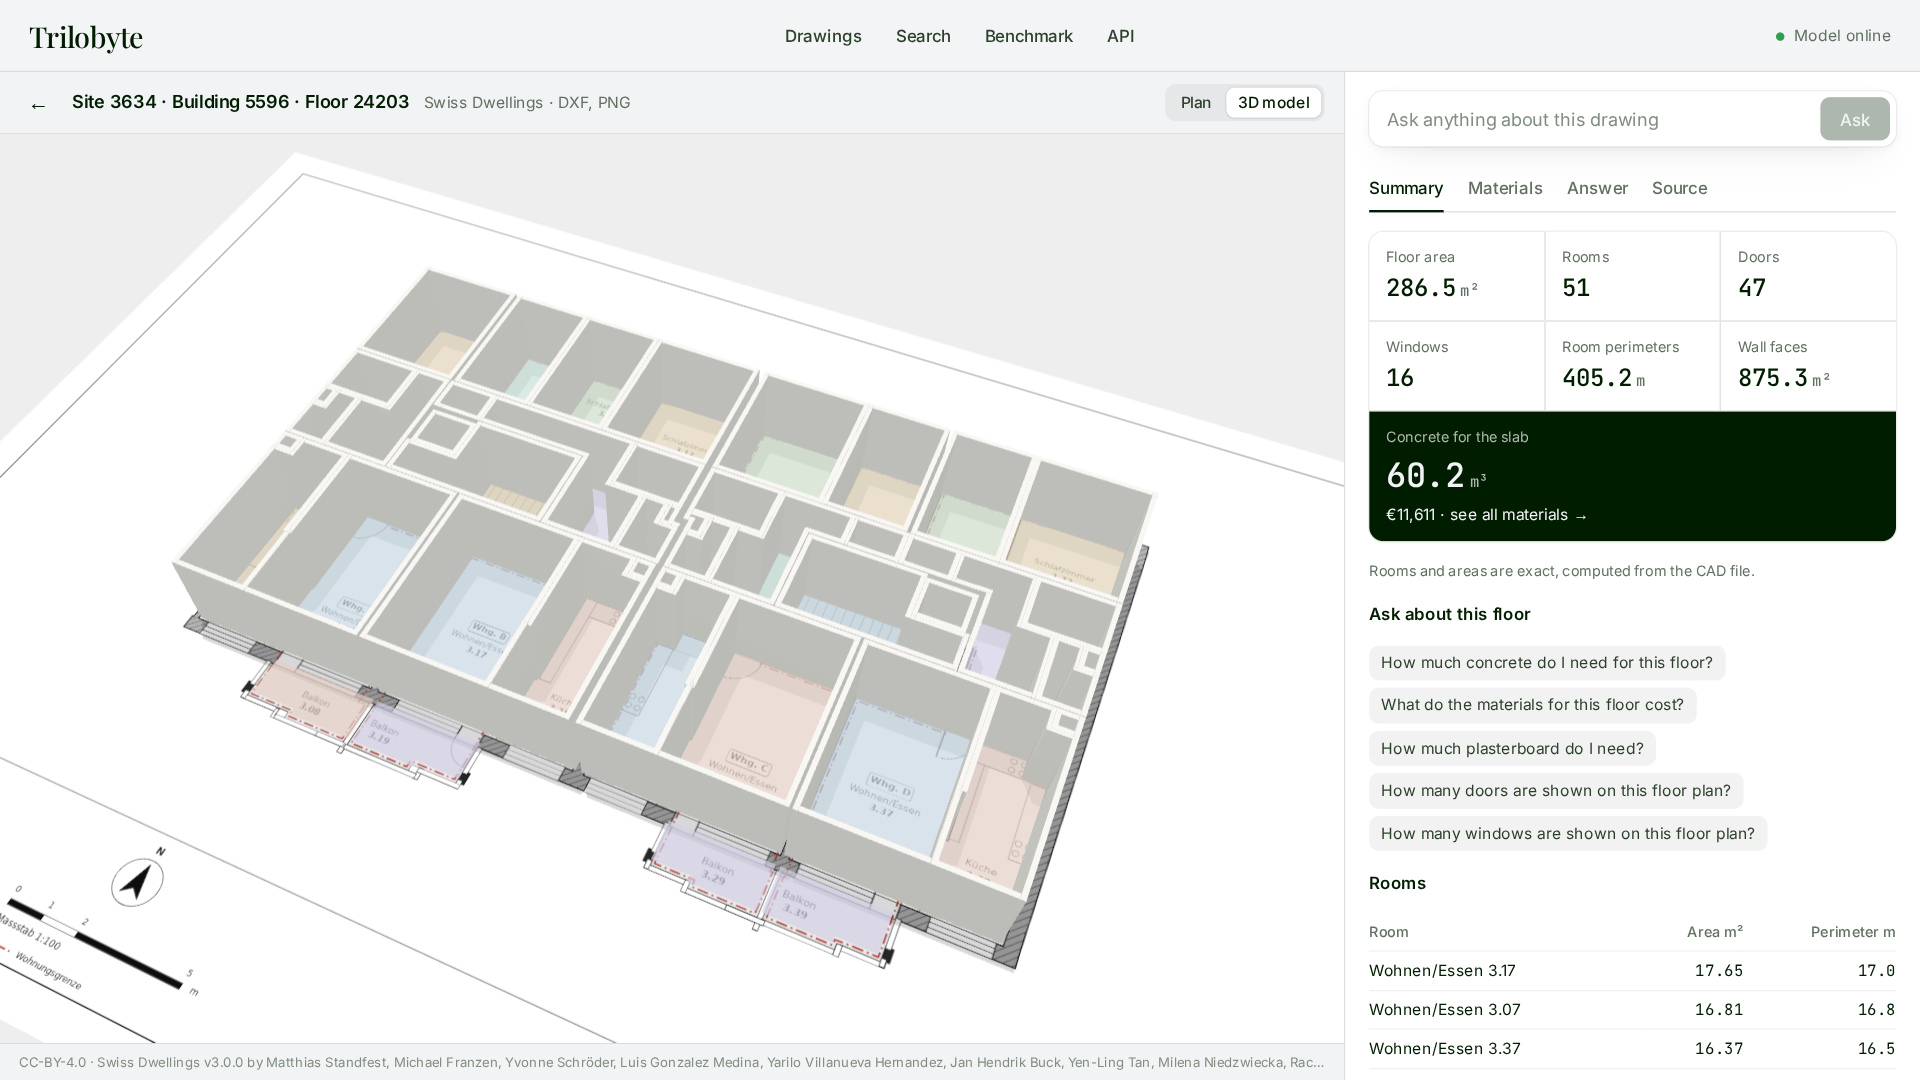 Trilobyte
Drawings
Search
Benchmark
API
Model online
←
Site 3634 · Building 5596 · Floor 24203
Swiss Dwellings · DXF, PNG
Plan
3D model
Schlafzimmer
Schlafzimmer
Whg. B
Wohnen/Essen
3.17
Whg. C
Wohnen/Essen
Whg. D
Wohnen/Essen
3.37
Küche
Balkon
3.08
Balkon
3.19
Balkon
3.29
Balkon
3.39
N
0
1
2
5
m
Massstab 1:100
Wohnungsgrenze
CC-BY-4.0 · Swiss Dwellings v3.0.0 by Matthias Standfest, Michael Franzen, Yvonne Schröder, Luis Gonzalez Medina, Yarilo Villanueva Hernandez, Jan Hendrik Buck, Yen-Ling Tan, Milena Niedzwiecka, Rac...
Ask anything about this drawing
Ask
Summary
Materials
Answer
Source
Floor area
286.5 m²
Rooms
51
Doors
47
Windows
16
Room perimeters
405.2 m
Wall faces
875.3 m²
Concrete for the slab
60.2 m³
€11,611 · see all materials →
Rooms and areas are exact, computed from the CAD file.
Ask about this floor
How much concrete do I need for this floor?
What do the materials for this floor cost?
How much plasterboard do I need?
How many doors are shown on this floor plan?
How many windows are shown on this floor plan?
Rooms
Room Area m² Perimeter m
Wohnen/Essen 3.17 17.65 17.0
Wohnen/Essen 3.07 16.81 16.8
Wohnen/Essen 3.37 16.37 16.5